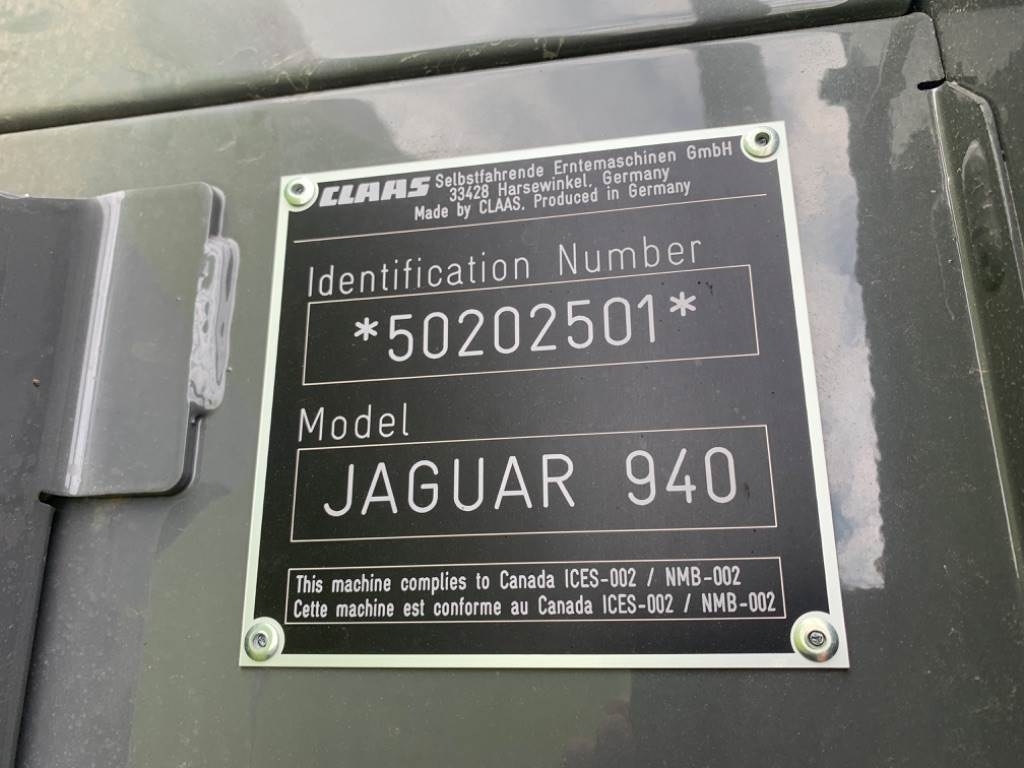 CLAAS Selbstfahrende Erntemaschinen GmbH
33428 Harsewinkel, Germany
Made by CLAAS, Produced in Germany
Identification Number
*50202501*
Model
JAGUAR 940
This machine complies to Canada ICES-002 / NMB-002
Cette machine est conforme au Canada ICES-002 / NMB-002